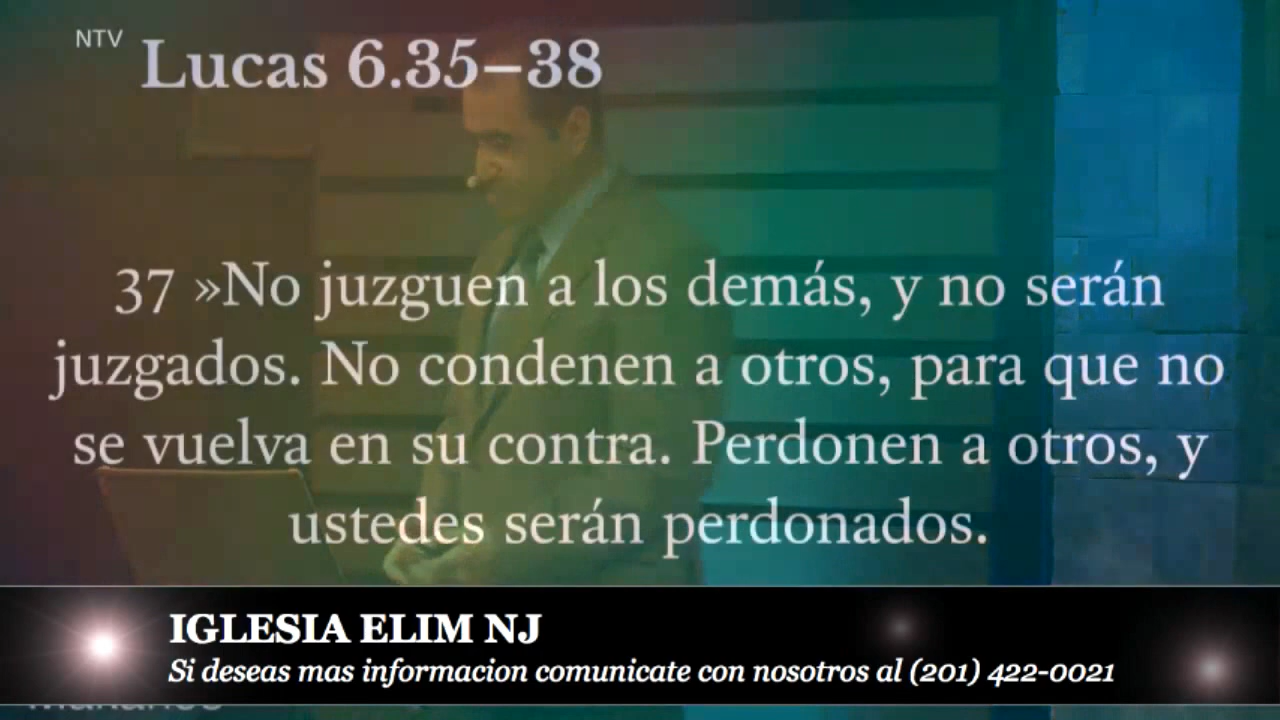 NTV
Lucas 6.35–38
37 »No juzguen a los demás, y no serán
juzgados. No condenen a otros, para que no
se vuelva en su contra. Perdonen a otros, y
ustedes serán perdonados.
IGLESIA ELIM NJ
Si deseas mas informacion comunicate con nosotros al (201) 422-0021